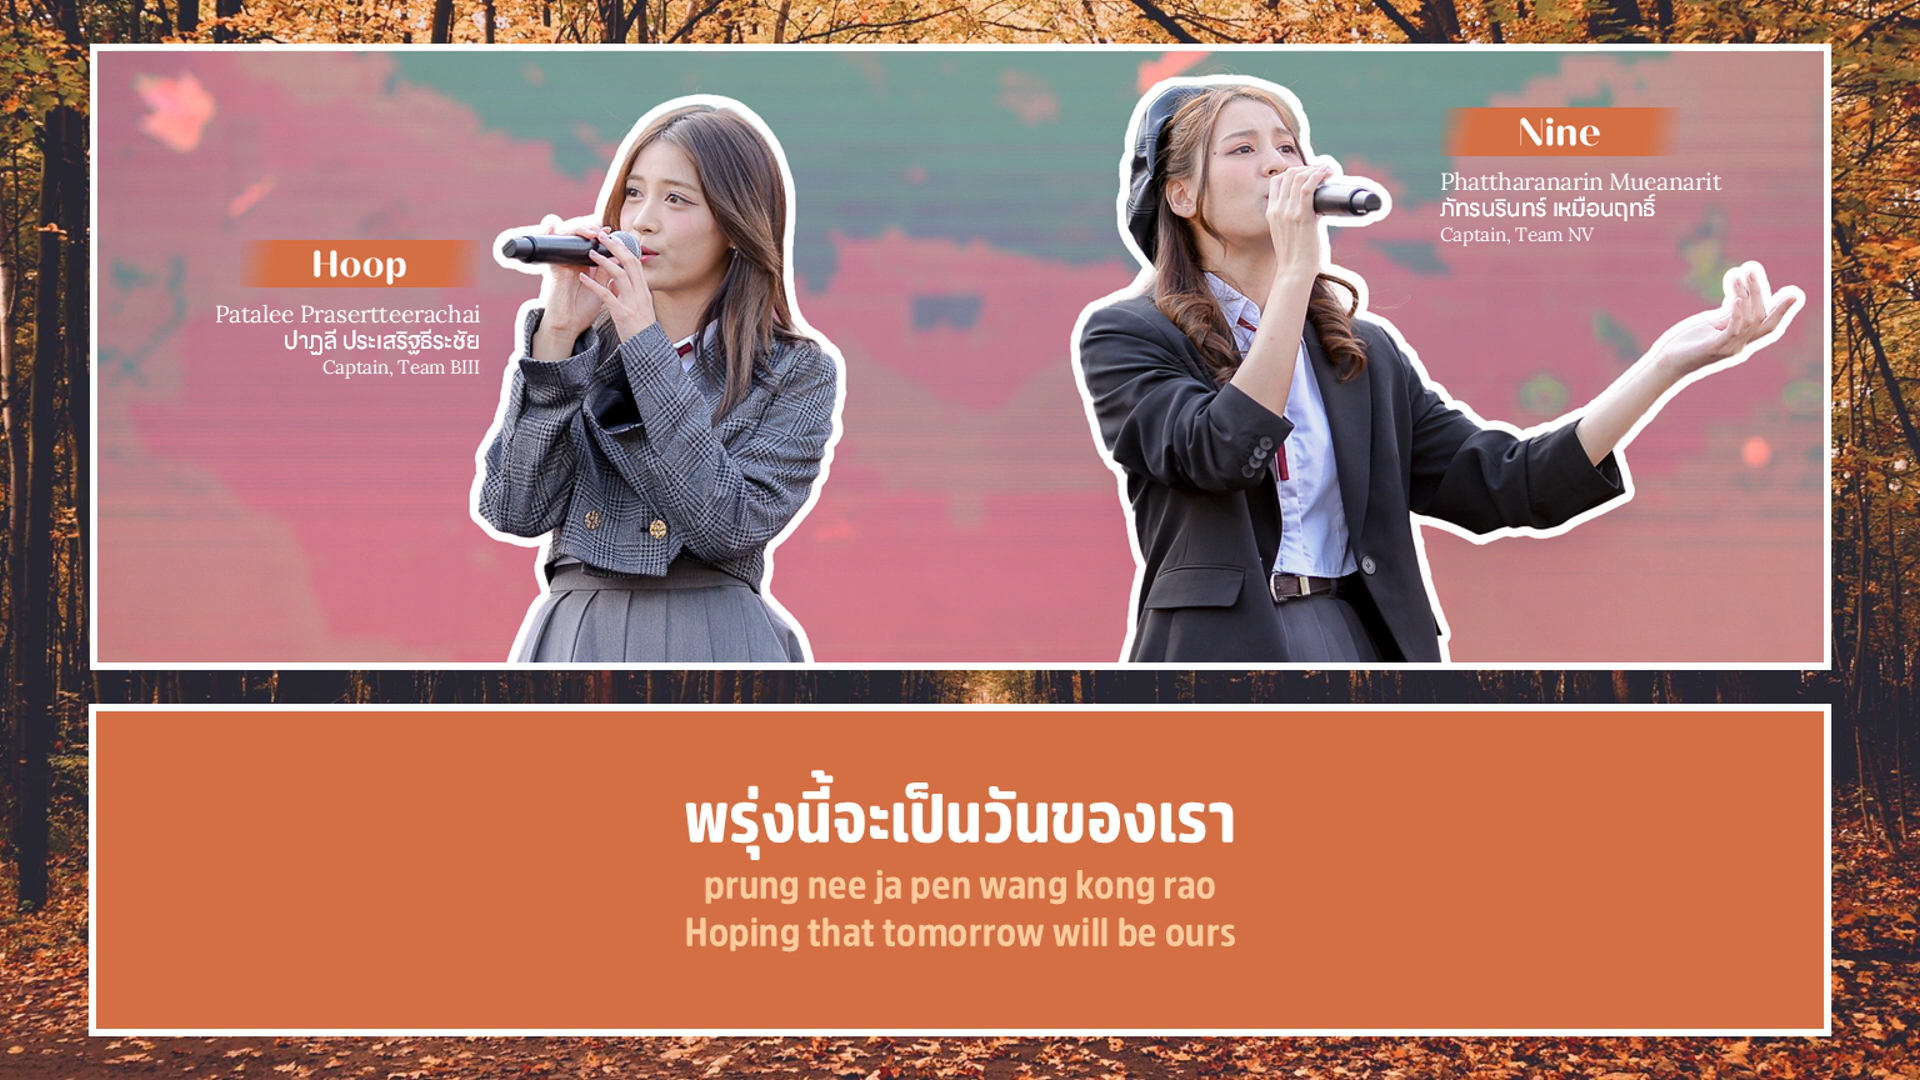 Hoop
Patalee Prasertteerachai
ปาฏลี ประเสริฐธีระชัย
Captain, Team BIII
Nine
Phattharanarin Mueanarit
ภัทรนรินทร์ เหมือนฤทธิ์
Captain, Team NV
พรุ่งนี้จะเป็นวันของเรา
prung nee ja pen wang kong rao
Hoping that tomorrow will be ours